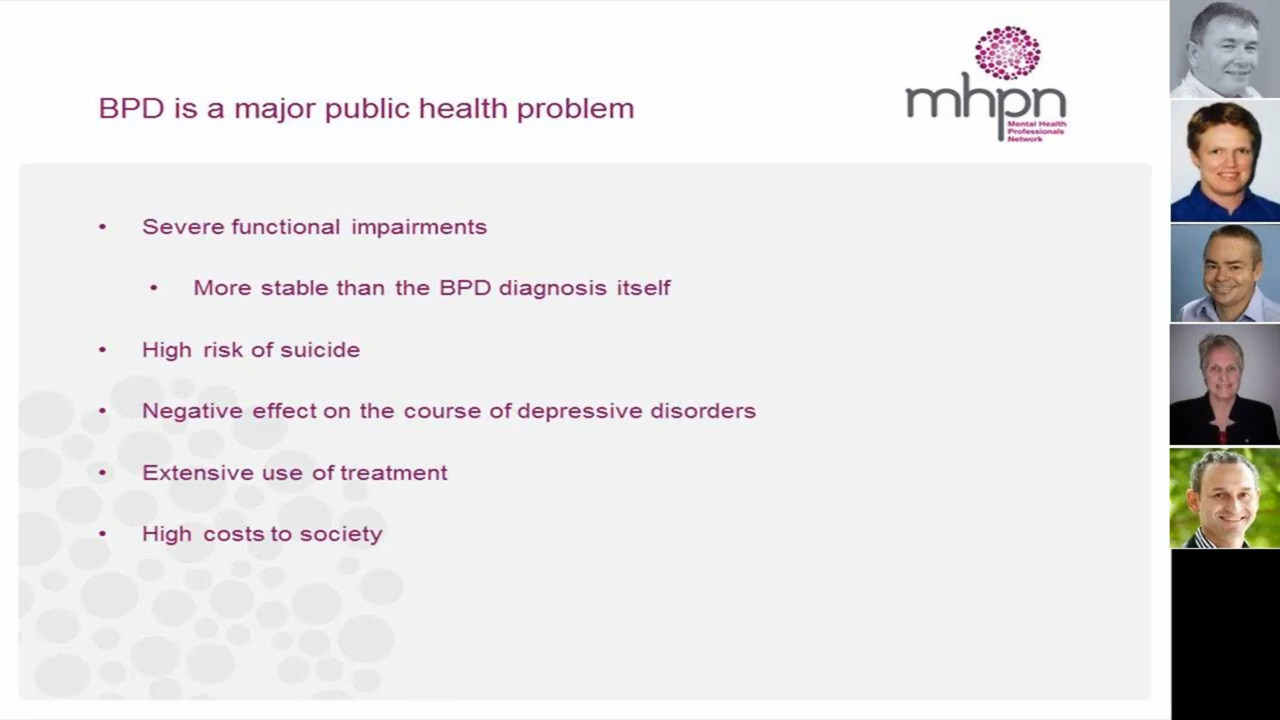 mhpn
Mental Health
Professionals
Network
BPD is a major public health problem
• Severe functional impairments
• More stable than the BPD diagnosis itself
• High risk of suicide
• Negative effect on the course of depressive disorders
• Extensive use of treatment
• High costs to society